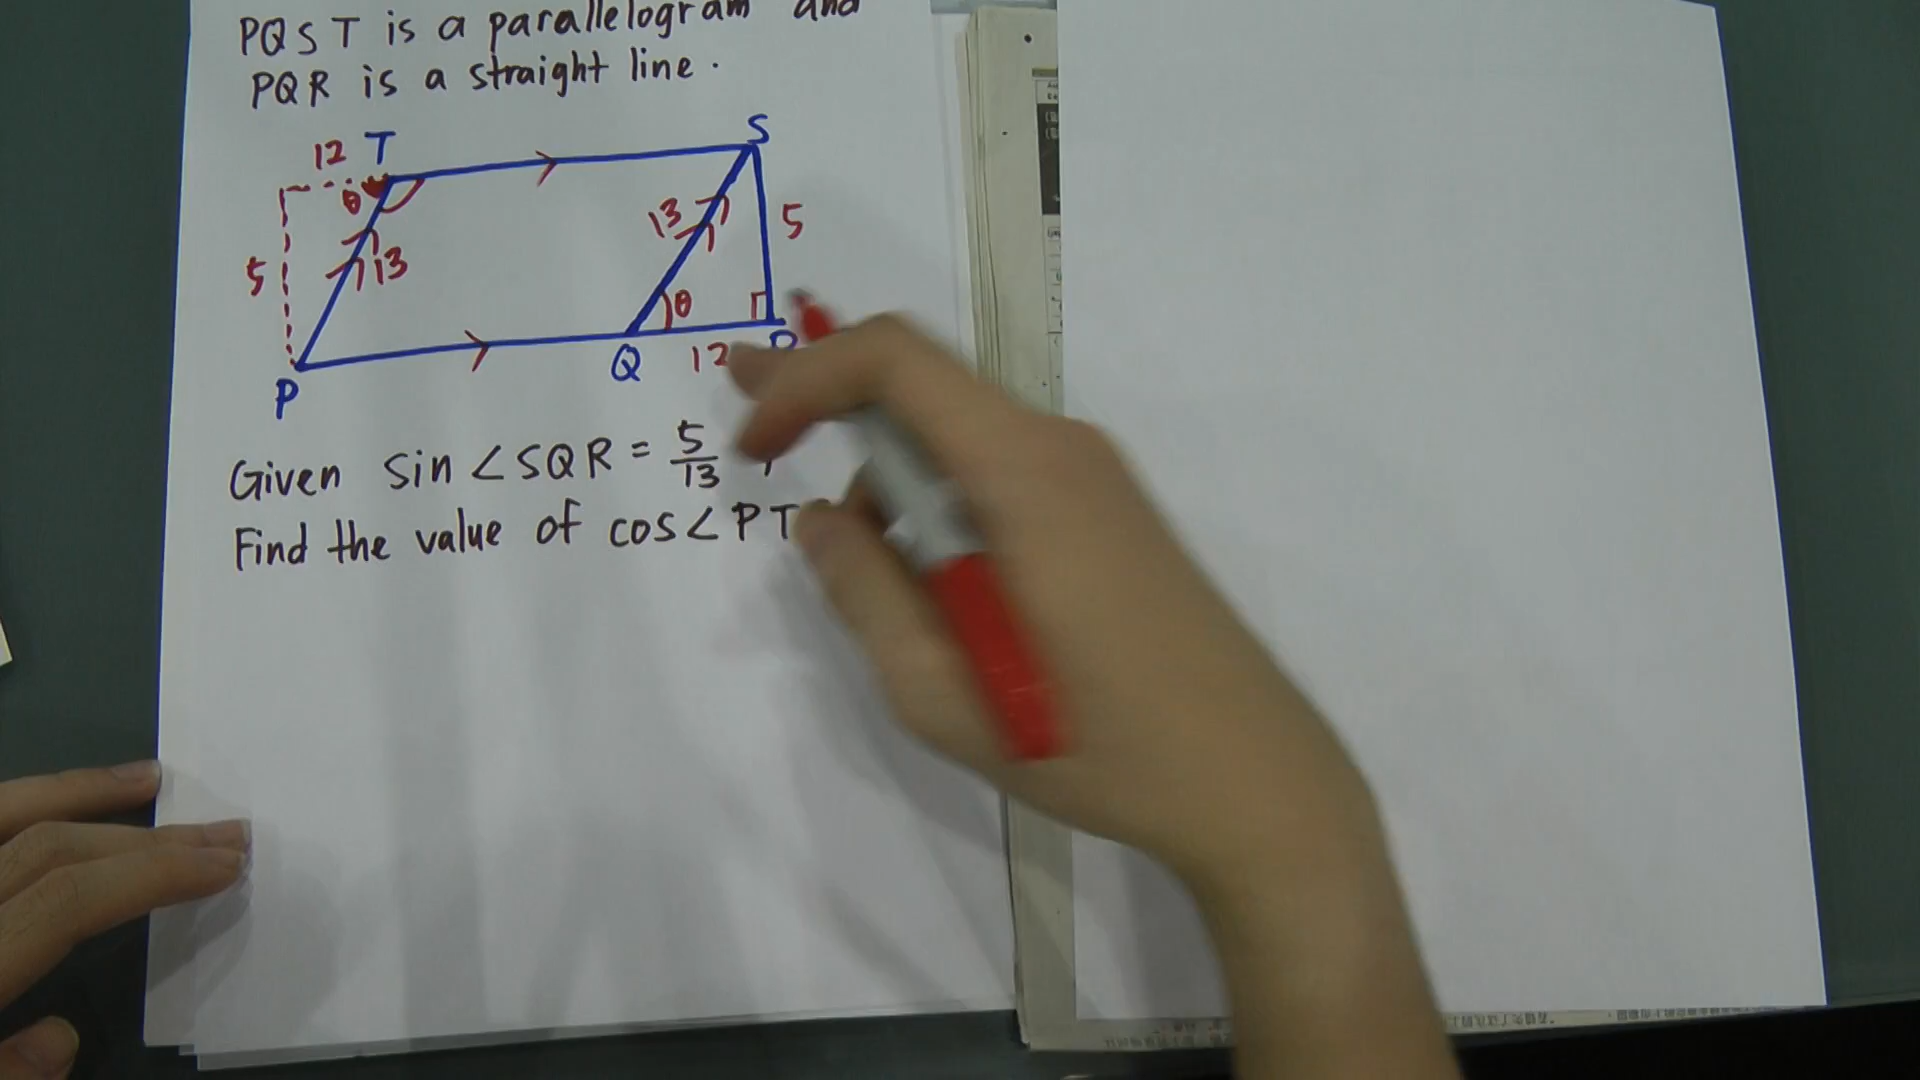 PQST is a parallelogram and
PQR is a straight line.
12 T S
θ
13 5
5 13
θ
Q 12
P
Given sin∠SQR = 5/13 ,
Find the value of cos∠PT